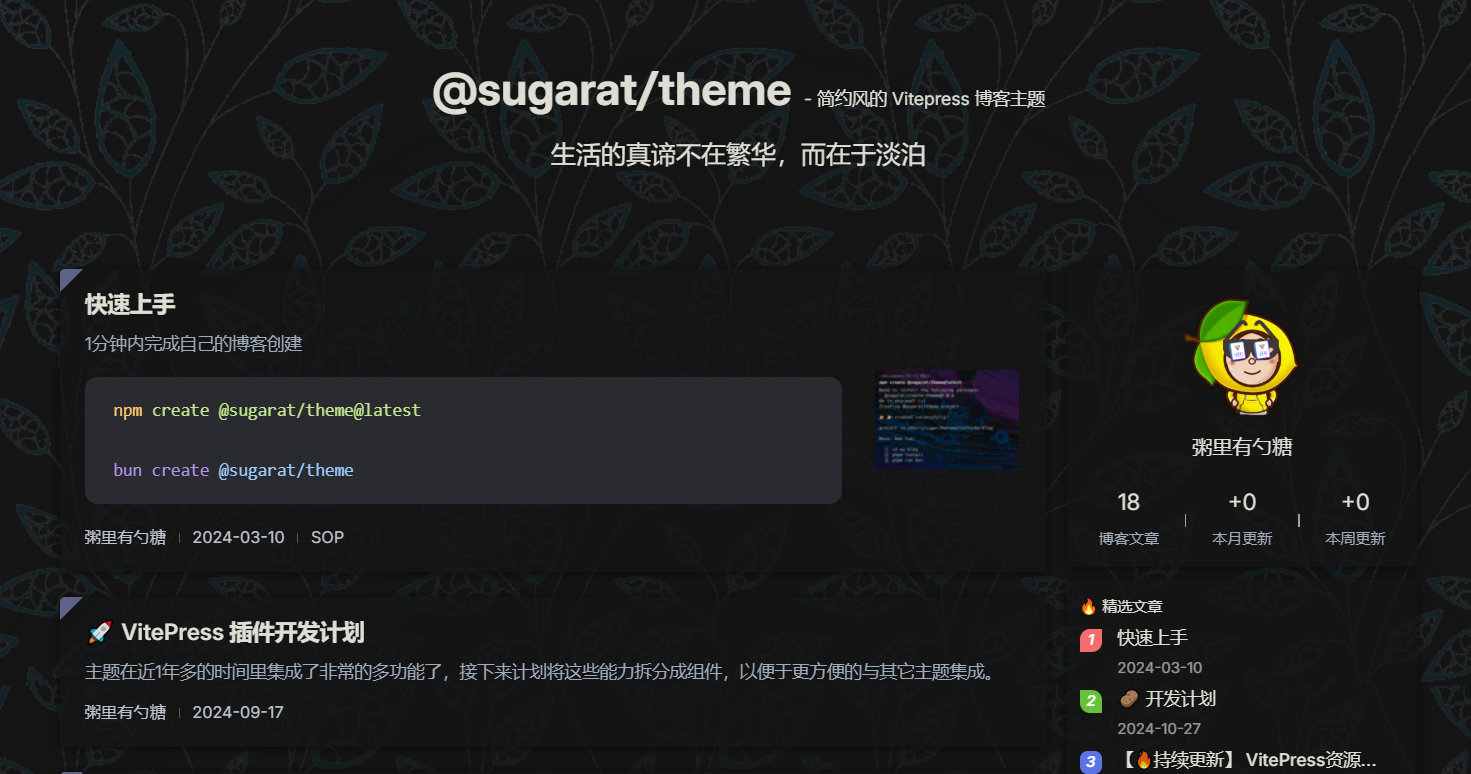 @sugarat/theme - 简约风的 Vitepress 博客主题
生活的真谛不在繁华，而在于淡泊
快速上手
1分钟内完成自己的博客创建
npm create @sugarat/theme@latest
bun create @sugarat/theme
粥里有勺糖 2024-03-10 SOP
🚀 VitePress 插件开发计划
主题在近1年多的时间里集成了非常的多功能了，接下来计划将这些能力拆分成组件，以便于更方便的与其它主题集成。
粥里有勺糖 2024-09-17
粥里有勺糖
18 +0 +0
博客文章 本月更新 本周更新
🔥 精选文章
1 快速上手
2024-03-10
2 🥔 开发计划
2024-10-27
3 【🔥持续更新】 VitePress资源...